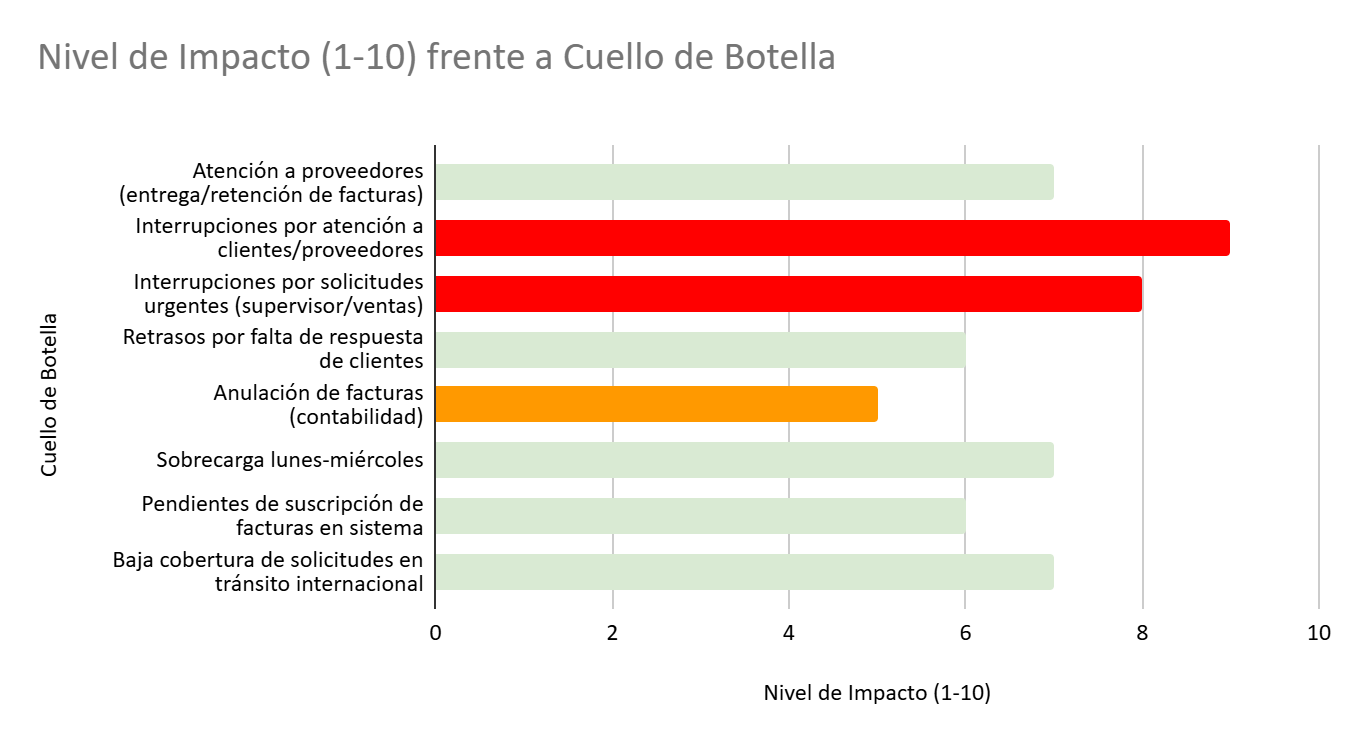 Nivel de Impacto (1-10) frente a Cuello de Botella
Cuello de Botella
Atención a proveedores
(entrega/retención de facturas)
Interrupciones por atención a
clientes/proveedores
Interrupciones por solicitudes
urgentes (supervisor/ventas)
Retrasos por falta de respuesta
de clientes
Anulación de facturas
(contabilidad)
Sobrecarga lunes-miércoles
Pendientes de suscripción de
facturas en sistema
Baja cobertura de solicitudes en
tránsito internacional
0 2 4 6 8 10
Nivel de Impacto (1-10)